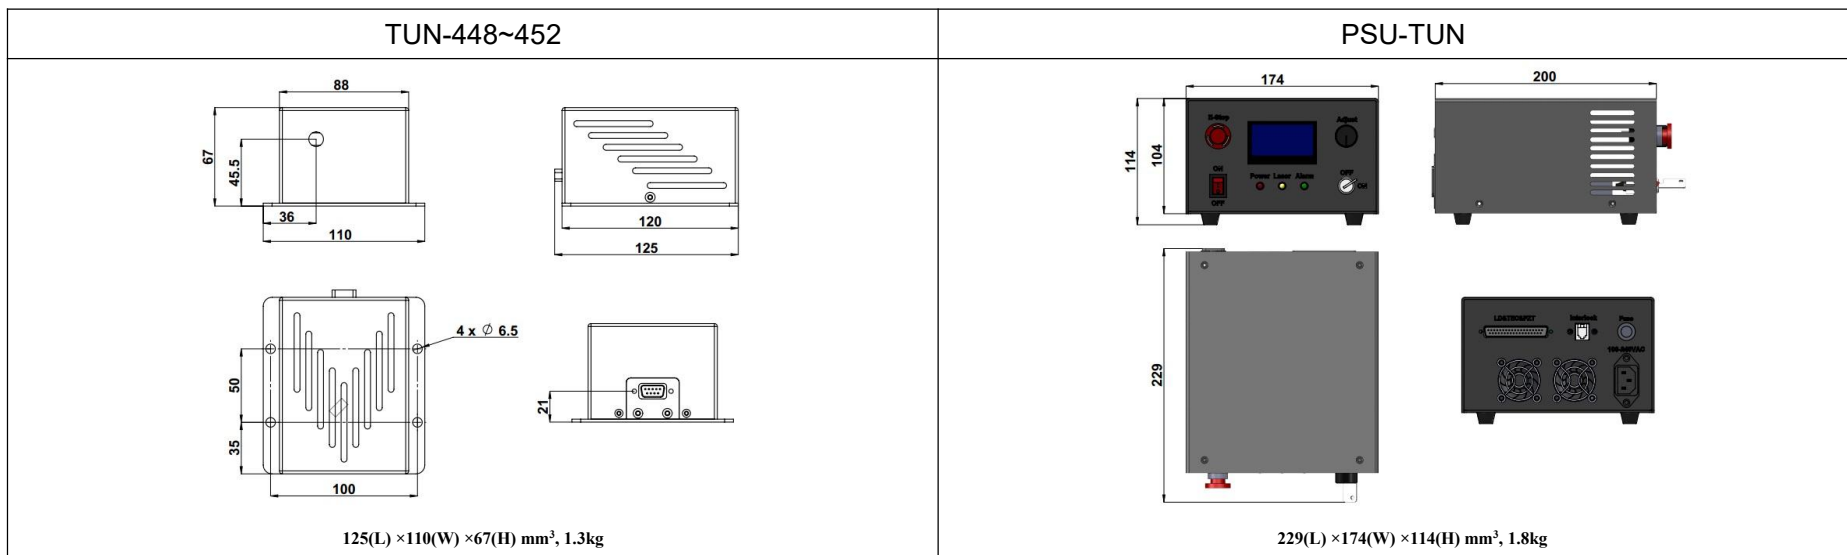 TUN-448~452
PSU-TUN
88
67
45.5
36
110
120
125
4 x ∅ 6.5
50
35
100
21
125(L) ×110(W) ×67(H) mm³, 1.3kg
174
114
104
E-Stop
Adjust
ON
OFF
Power Laser Alarm
OFF
ON
200
229
Interlock
Fuse
229(L) ×174(W) ×114(H) mm³, 1.8kg